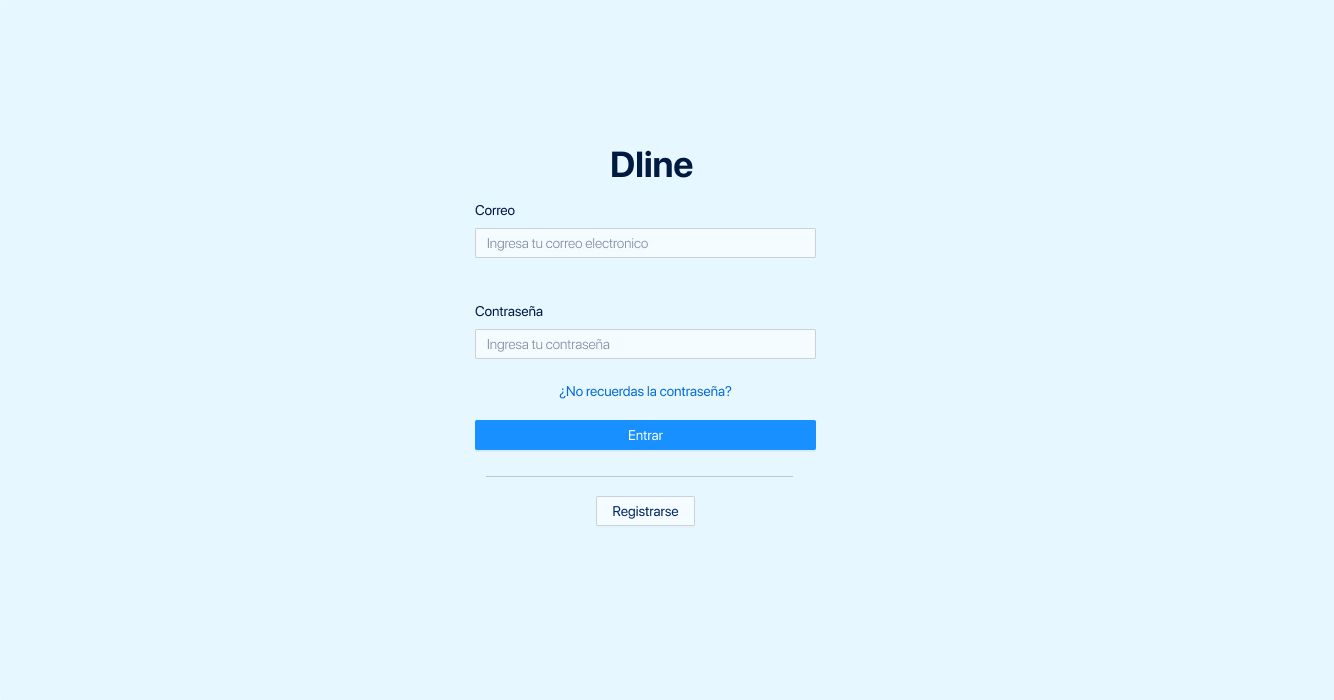 Dline
Correo
Ingresa tu correo electronico
Contraseña
Ingresa tu contraseña
¿No recuerdas la contraseña?
Entrar
Registrarse